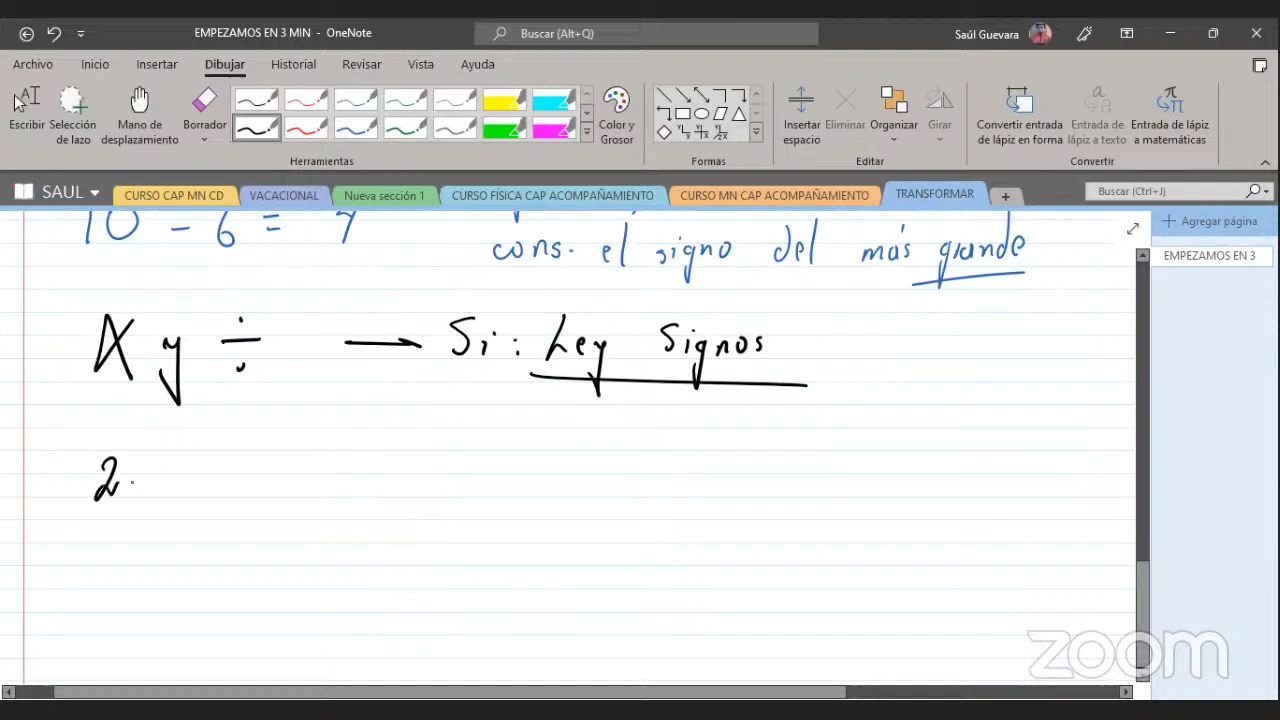 EMPEZAMOS EN 3 MIN - OneNote
Buscar (Alt+Q)
Saúl Guevara
Archivo Inicio Insertar Dibujar Historial Revisar Vista Ayuda
Escribir
Selección de lazo
Mano de desplazamiento
Borrador
Color y Grosor
Insertar espacio
Eliminar
Organizar
Girar
Convertir entrada de lápiz en forma
Entrada de lápiz a texto
Entrada de lápiz a matemáticas
Herramientas Formas Editar Convertir
SAUL CURSO CAP MN CD VACACIONAL Nueva sección 1 CURSO FÍSICA CAP ACOMPAÑAMIENTO CURSO MN CAP ACOMPAÑAMIENTO TRANSFORMAR Buscar (Ctrl+J)
Agregar página
EMPEZAMOS EN 3
10 - 6 = 4
cons. el signo del más grande
X y ÷ → Si: Ley Signos
2.
zoom